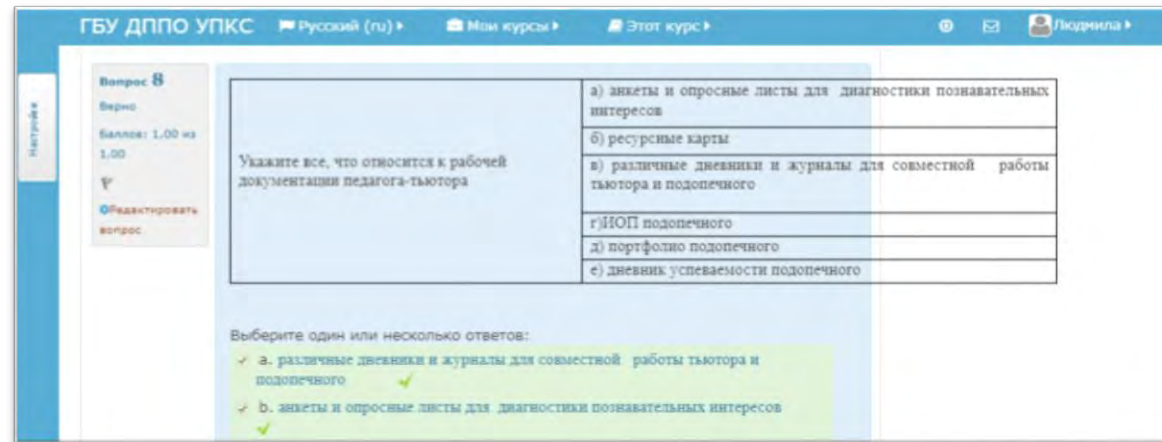 ГБУ ДППО УПКС Русский (ru) Мои курсы Этот курс Людмила
Настройки
Вопрос 8
Верно
Баллов: 1.00 из
1.00
Редактировать
вопрос
Укажите все, что относится к рабочей
документации педагога-тьютора
а) анкеты и опросные листы для диагностики познавательных
интересов
б) ресурсные карты
в) различные дневники и журналы для совместной работы
тьютора и подопечного
г)ИОП подопечного
д) портфолио подопечного
е) дневник успеваемости подопечного
Выберите один или несколько ответов:
a. различные дневники и журналы для совместной работы тьютора и
подопечного
b. анкеты и опросные листы для диагностики познавательных интересов